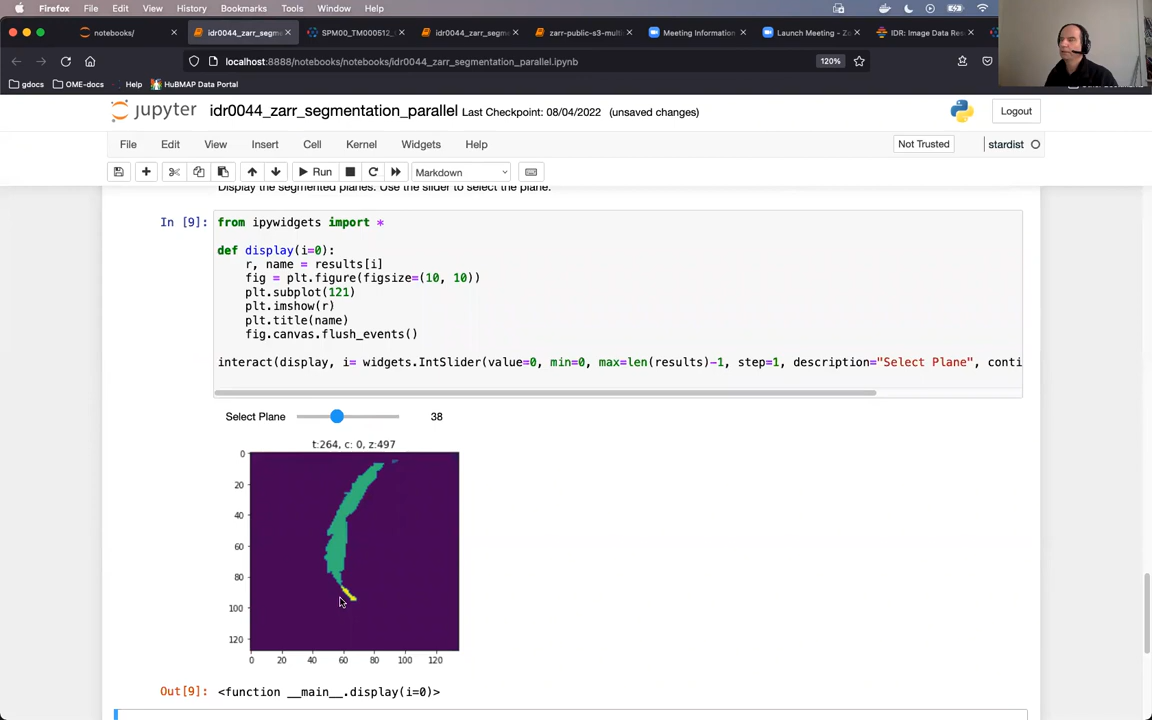 Firefox File Edit View History Bookmarks Tools Window Help
notebooks/ idr0044_zarr_segm SPM00_TM000512_ idr0044_zarr_segm zarr-public-s3-mult Meeting Information Launch Meeting - Zo IDR: Image Data Res
localhost:8888/notebooks/notebooks/idr0044_zarr_segmentation_parallel.ipynb 120%
gdocs OME-docs Help HuBMAP Data Portal
jupyter idr0044_zarr_segmentation_parallel Last Checkpoint: 08/04/2022 (unsaved changes) Logout
File Edit View Insert Cell Kernel Widgets Help Not Trusted stardist
Run Markdown
Display the segmented planes. Use the slider to select the plane.
In [9]: from ipywidgets import *
def display(i=0):
r, name = results[i]
fig = plt.figure(figsize=(10, 10))
plt.subplot(121)
plt.imshow(r)
plt.title(name)
fig.canvas.flush_events()
interact(display, i= widgets.IntSlider(value=0, min=0, max=len(results)-1, step=1, description="Select Plane", conti
Select Plane 38
t:264, c: 0, z:497
0
20
40
60
80
100
120
0 20 40 60 80 100 120
Out[9]: <function __main__.display(i=0)>